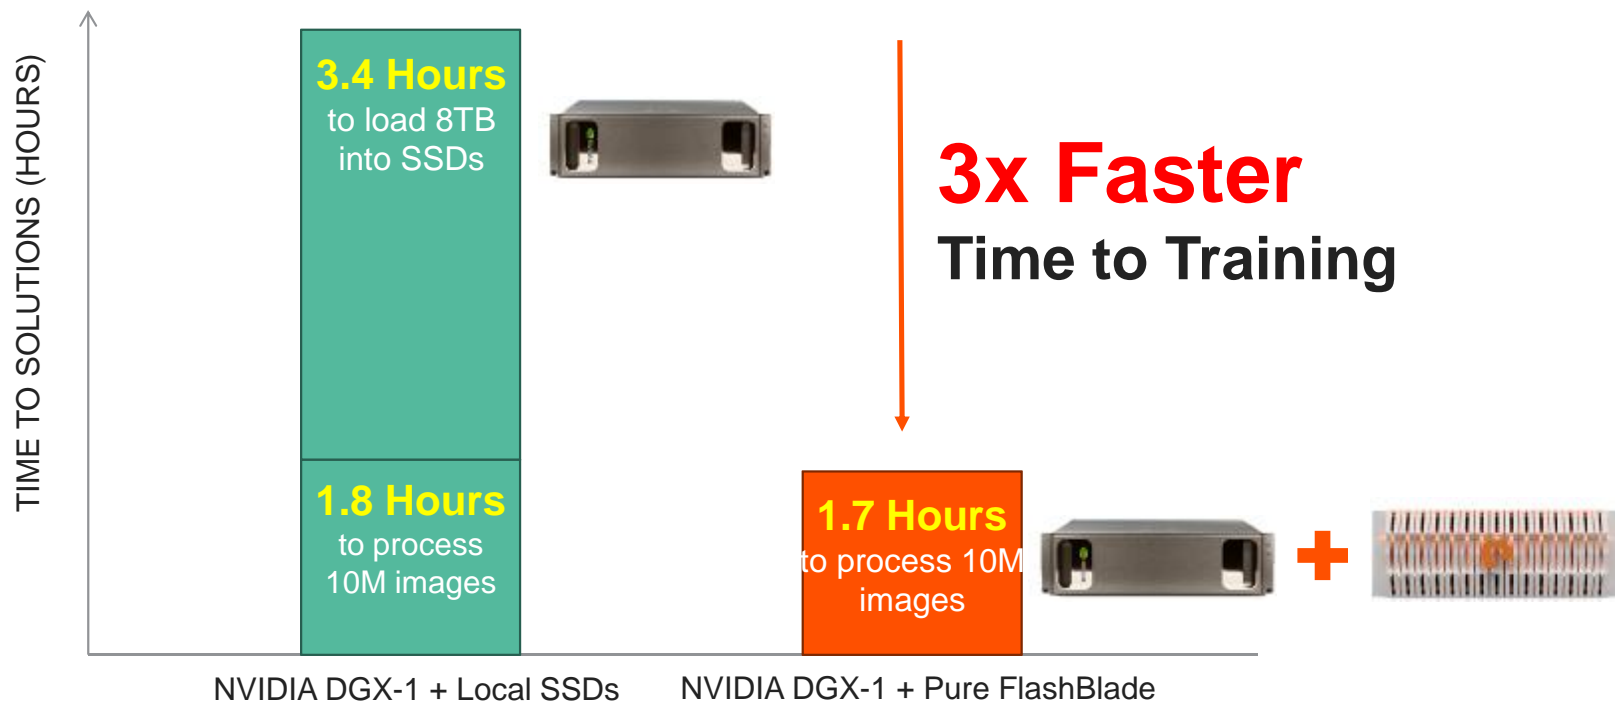 TIME TO SOLUTIONS (HOURS)
3.4 Hours
to load 8TB
into SSDs
1.8 Hours
to process
10M images
3x Faster
Time to Training
1.7 Hours
to process 10M
images
NVIDIA DGX-1 + Local SSDs
NVIDIA DGX-1 + Pure FlashBlade